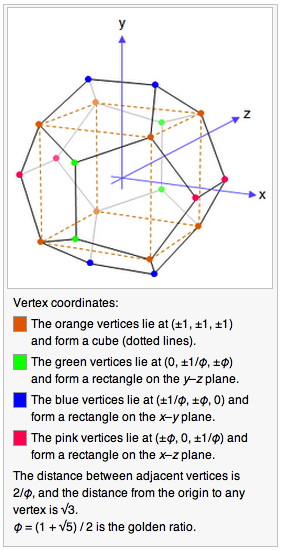 y
z
x
Vertex coordinates:
The orange vertices lie at (±1, ±1, ±1)
and form a cube (dotted lines).
The green vertices lie at (0, ±1/φ, ±φ)
and form a rectangle on the y–z plane.
The blue vertices lie at (±1/φ, ±φ, 0) and
form a rectangle on the x–y plane.
The pink vertices lie at (±φ, 0, ±1/φ) and
form a rectangle on the x–z plane.
The distance between adjacent vertices is
2/φ, and the distance from the origin to any
vertex is √3.
φ = (1 + √5) / 2 is the golden ratio.